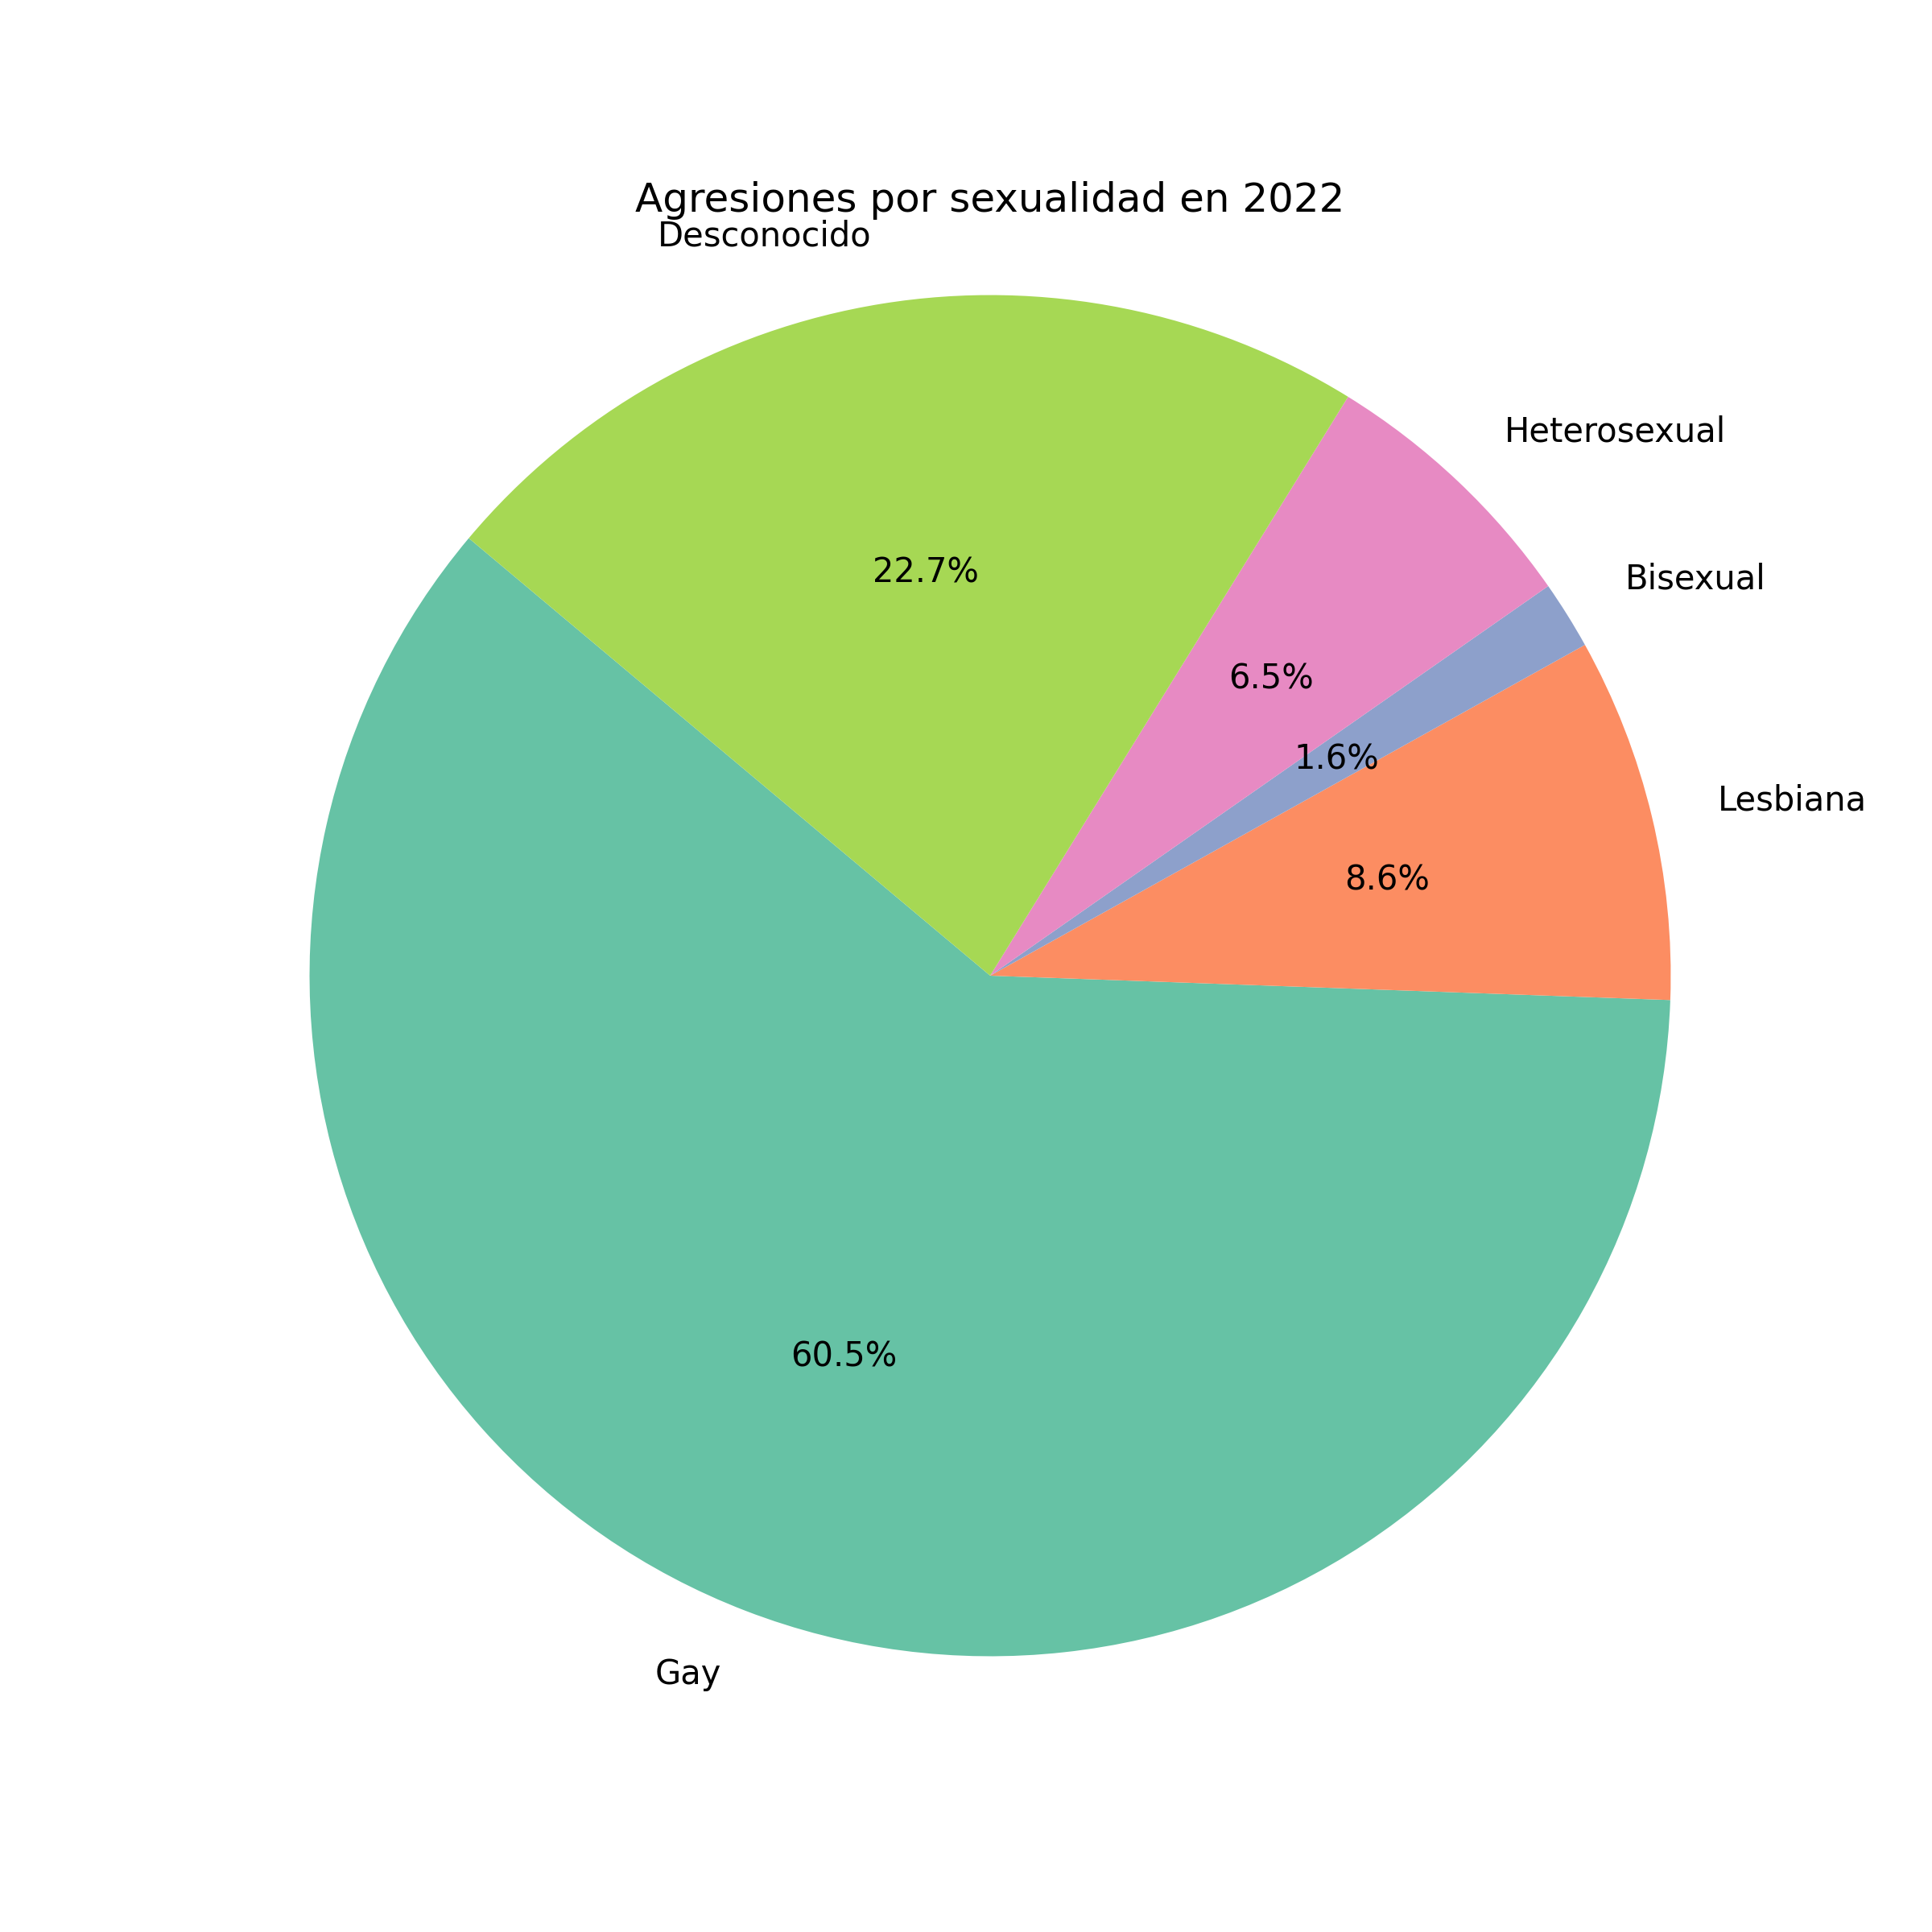 Agresiones por sexualidad en 2022
Desconocido
Heterosexual
22.7%
Bisexual
6.5%
1.6%
Lesbiana
8.6%
60.5%
Gay